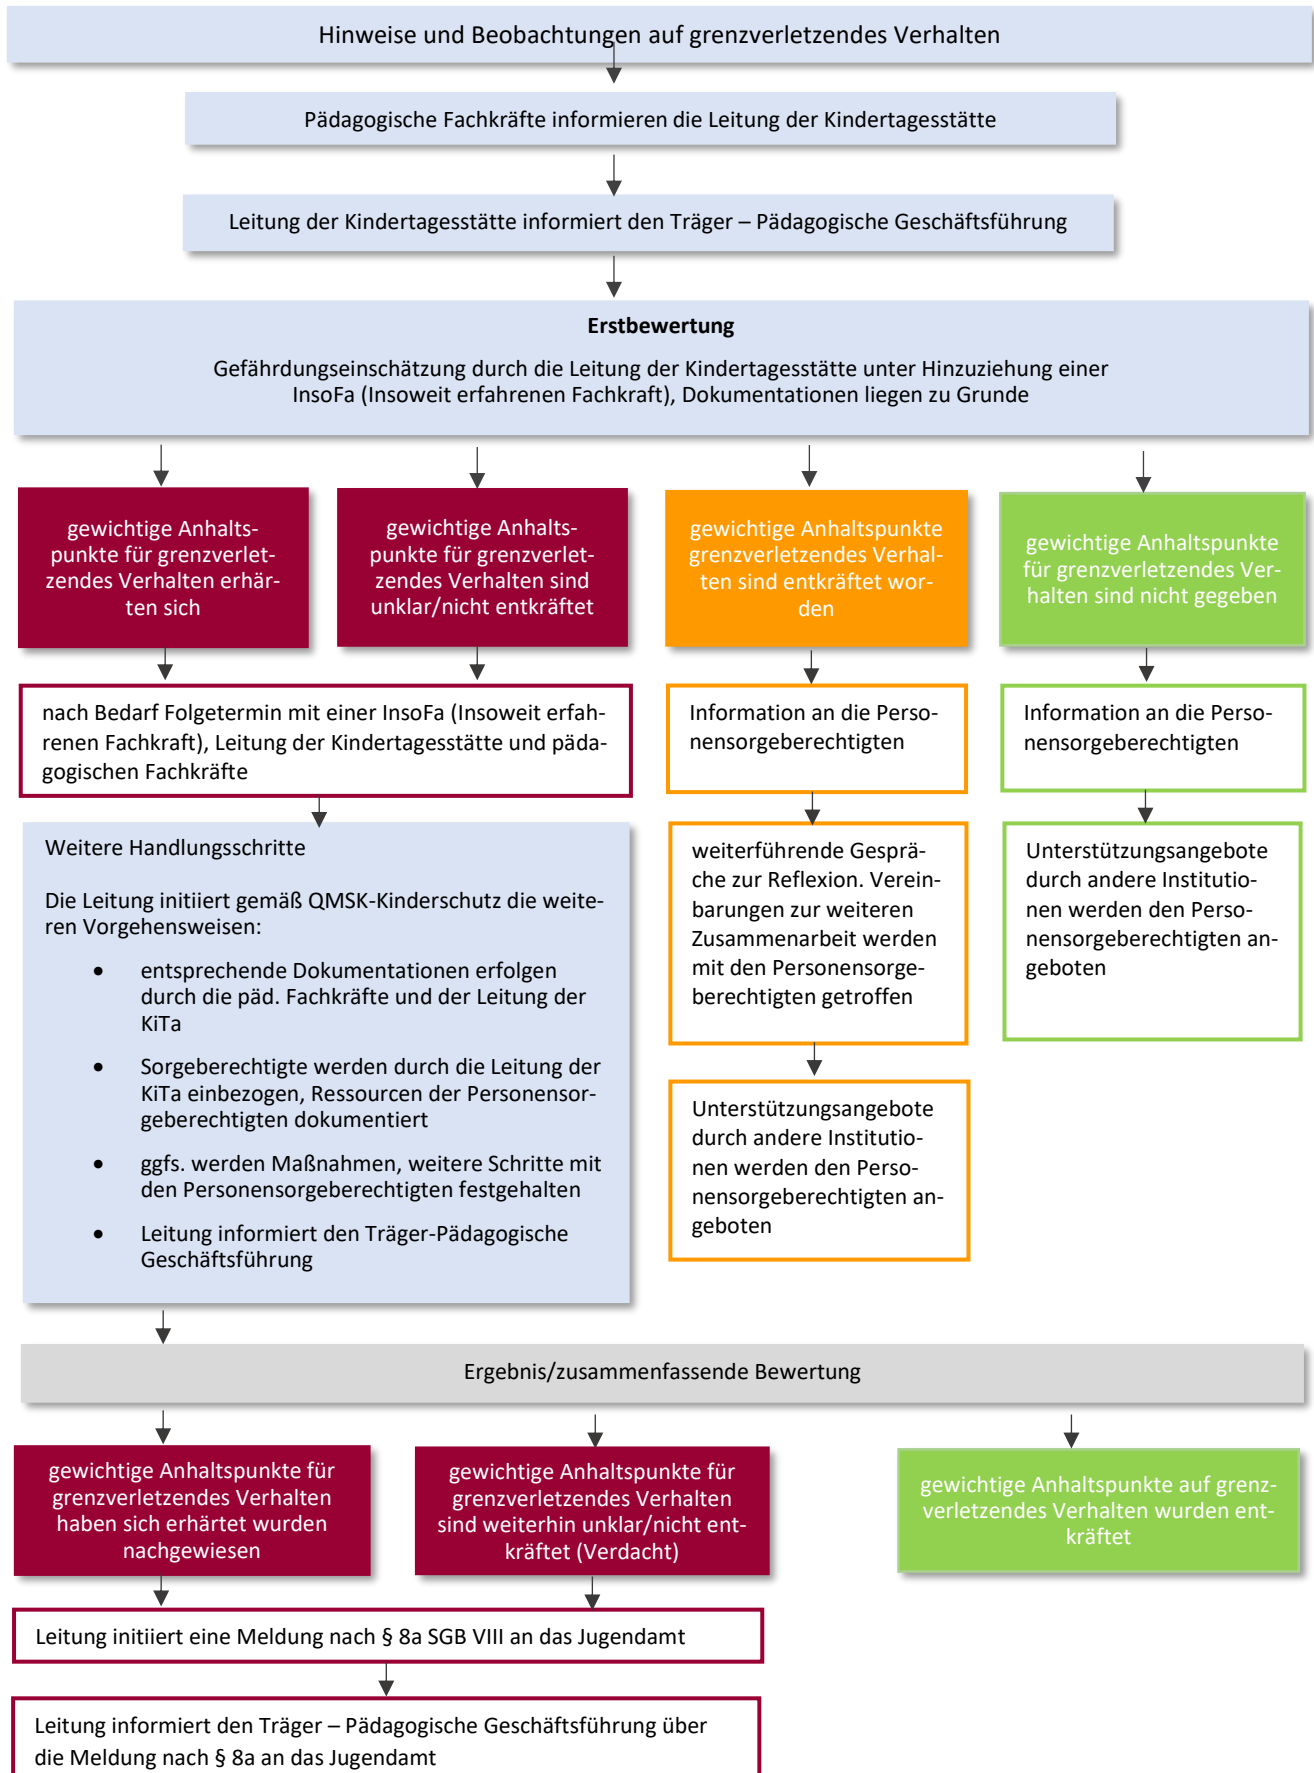 Hinweise und Beobachtungen auf grenzverletzendes Verhalten
Pädagogische Fachkräfte informieren die Leitung der Kindertagesstätte
Leitung der Kindertagesstätte informiert den Träger – Pädagogische Geschäftsführung
Erstbewertung
Gefährdungseinschätzung durch die Leitung der Kindertagesstätte unter Hinzuziehung einer
InsoFa (Insoweit erfahrenen Fachkraft), Dokumentationen liegen zu Grunde
gewichtige Anhalts-
punkte für grenzverlet-
zendes Verhalten erhär-
ten sich
gewichtige Anhalts-
punkte für grenzverlet-
zendes Verhalten sind
unklar/nicht entkräftet
gewichtige Anhaltspunkte
grenzverletzendes Verhal-
ten sind entkräftet wor-
den
gewichtige Anhaltspunkte
für grenzverletzendes Ver-
halten sind nicht gegeben
nach Bedarf Folgetermin mit einer InsoFa (Insoweit erfah-
renen Fachkraft), Leitung der Kindertagesstätte und päda-
gogischen Fachkräfte
Information an die Perso-
nensorgeberechtigten
Information an die Perso-
nensorgeberechtigten
Weitere Handlungsschritte
Die Leitung initiiert gemäß QMSK-Kinderschutz die weite-
ren Vorgehensweisen:
• entsprechende Dokumentationen erfolgen
durch die päd. Fachkräfte und der Leitung der
KiTa
• Sorgeberechtigte werden durch die Leitung der
KiTa einbezogen, Ressourcen der Personensor-
geberechtigten dokumentiert
• ggfs. werden Maßnahmen, weitere Schritte mit
den Personensorgeberechtigten festgehalten
• Leitung informiert den Träger-Pädagogische
Geschäftsführung
weiterführende Gesprä-
che zur Reflexion. Verein-
barungen zur weiteren
Zusammenarbeit werden
mit den Personensorge-
berechtigten getroffen
Unterstützungsangebote
durch andere Institutio-
nen werden den Perso-
nensorgeberechtigten an-
geboten
Unterstützungsangebote
durch andere Institutio-
nen werden den Perso-
nensorgeberechtigten an-
geboten
Ergebnis/zusammenfassende Bewertung
gewichtige Anhaltspunkte für
grenzverletzendes Verhalten
haben sich erhärtet wurden
nachgewiesen
gewichtige Anhaltspunkte für
grenzverletzendes Verhalten
sind weiterhin unklar/nicht ent-
kräftet (Verdacht)
gewichtige Anhaltspunkte auf grenz-
verletzendes Verhalten wurden ent-
kräftet
Leitung initiiert eine Meldung nach § 8a SGB VIII an das Jugendamt
Leitung informiert den Träger – Pädagogische Geschäftsführung über
die Meldung nach § 8a an das Jugendamt